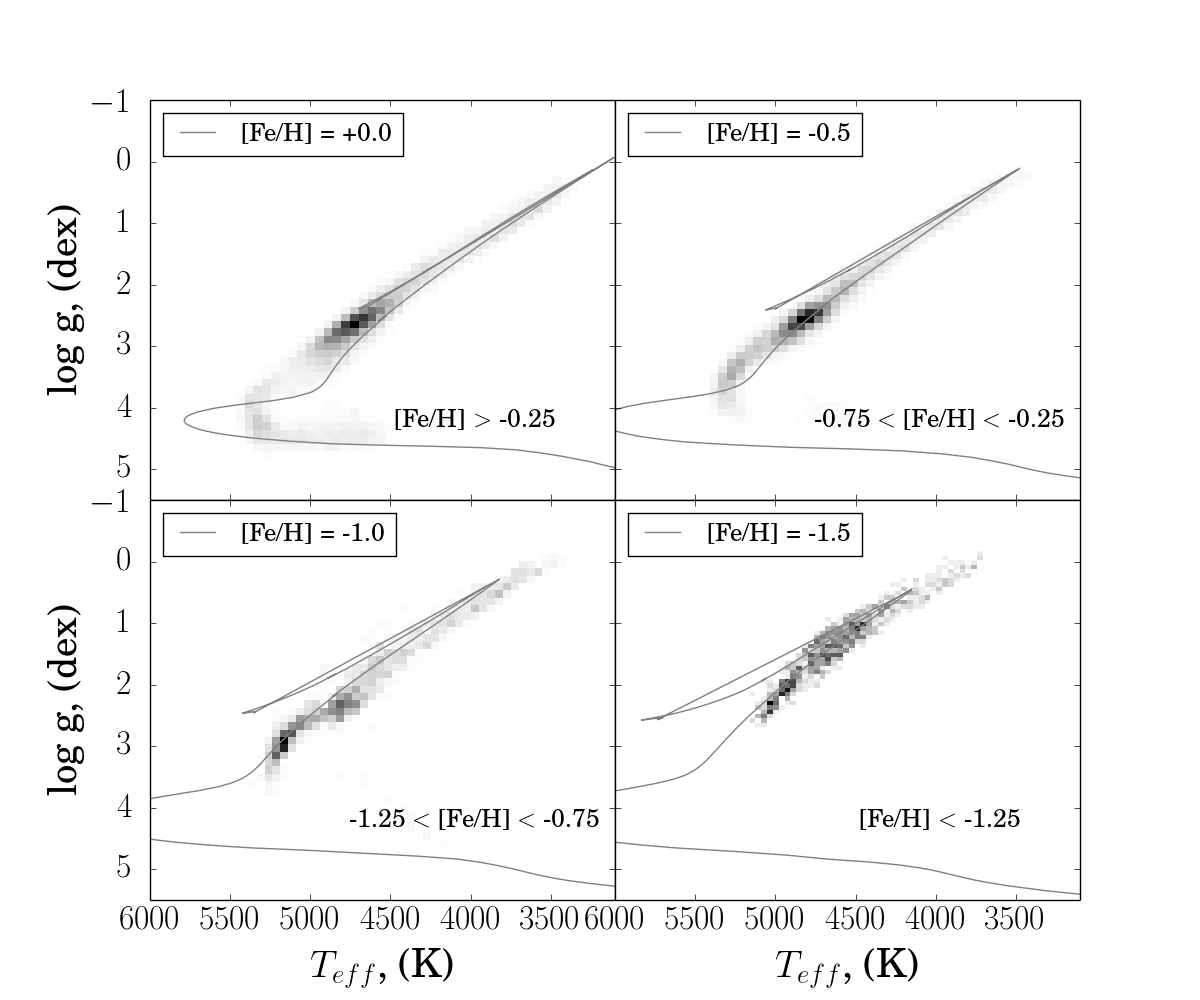 [Fe/H] = +0.0
[Fe/H] = -0.5
−1
0
1
2
3
4
5
log g, (dex)
[Fe/H] > -0.25
-0.75 < [Fe/H] < -0.25
[Fe/H] = -1.0
[Fe/H] = -1.5
−1
0
1
2
3
4
5
log g, (dex)
-1.25 < [Fe/H] < -0.75
[Fe/H] < -1.25
6000 5500 5000 4500 4000 3500 6000 5500 5000 4500 4000 3500
T_eff, (K)
T_eff, (K)